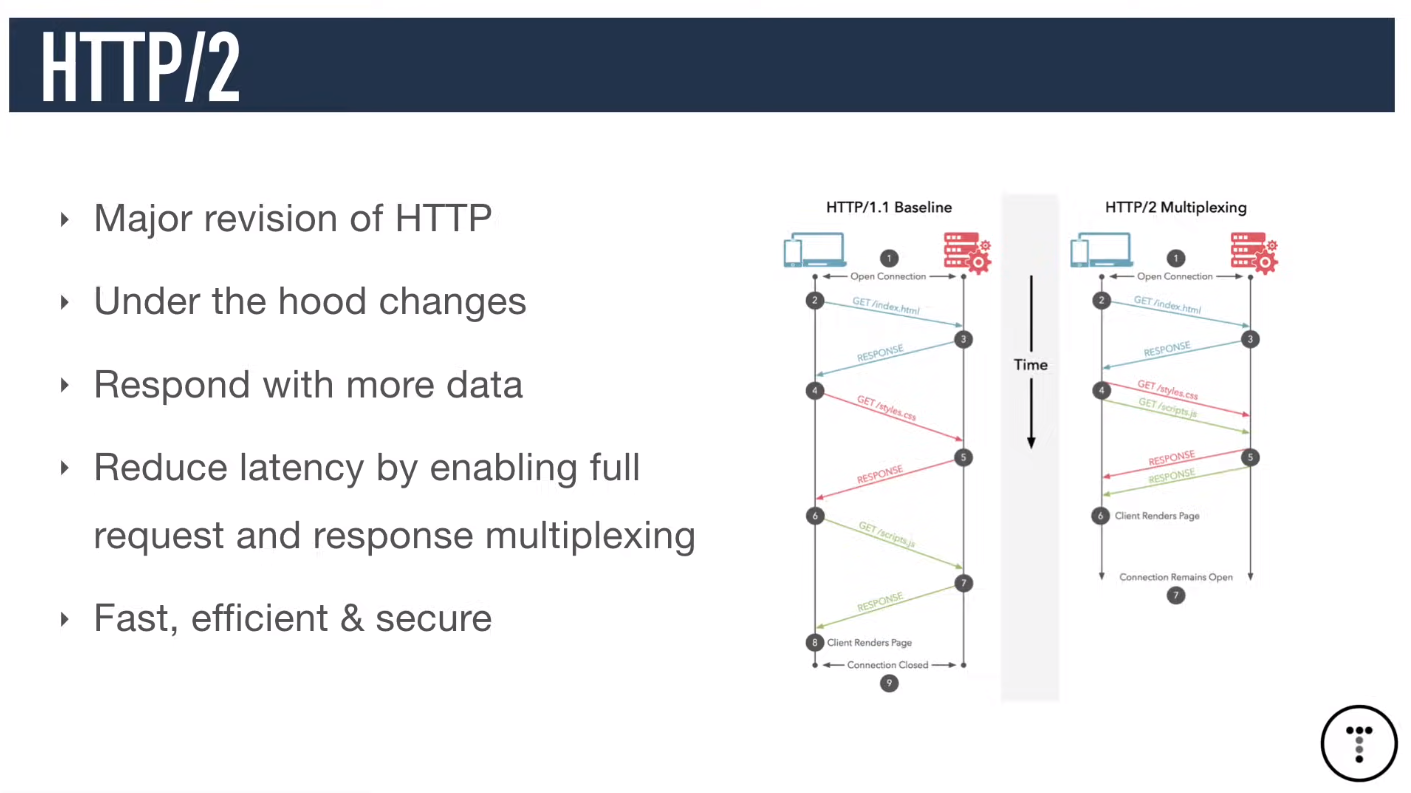 HTTP/2
Major revision of HTTP
Under the hood changes
Respond with more data
Reduce latency by enabling full
request and response multiplexing
Fast, efficient & secure
HTTP/1.1 Baseline
1
Open Connection
2
GET /index.html
3
RESPONSE
4
GET /styles.css
5
RESPONSE
6
GET /scripts.js
7
RESPONSE
8 Client Renders Page
Connection Closed
9
Time
HTTP/2 Multiplexing
1
Open Connection
2
GET /index.html
3
RESPONSE
4
GET /styles.css
GET /scripts.js
5
RESPONSE
RESPONSE
6 Client Renders Page
Connection Remains Open
7
T